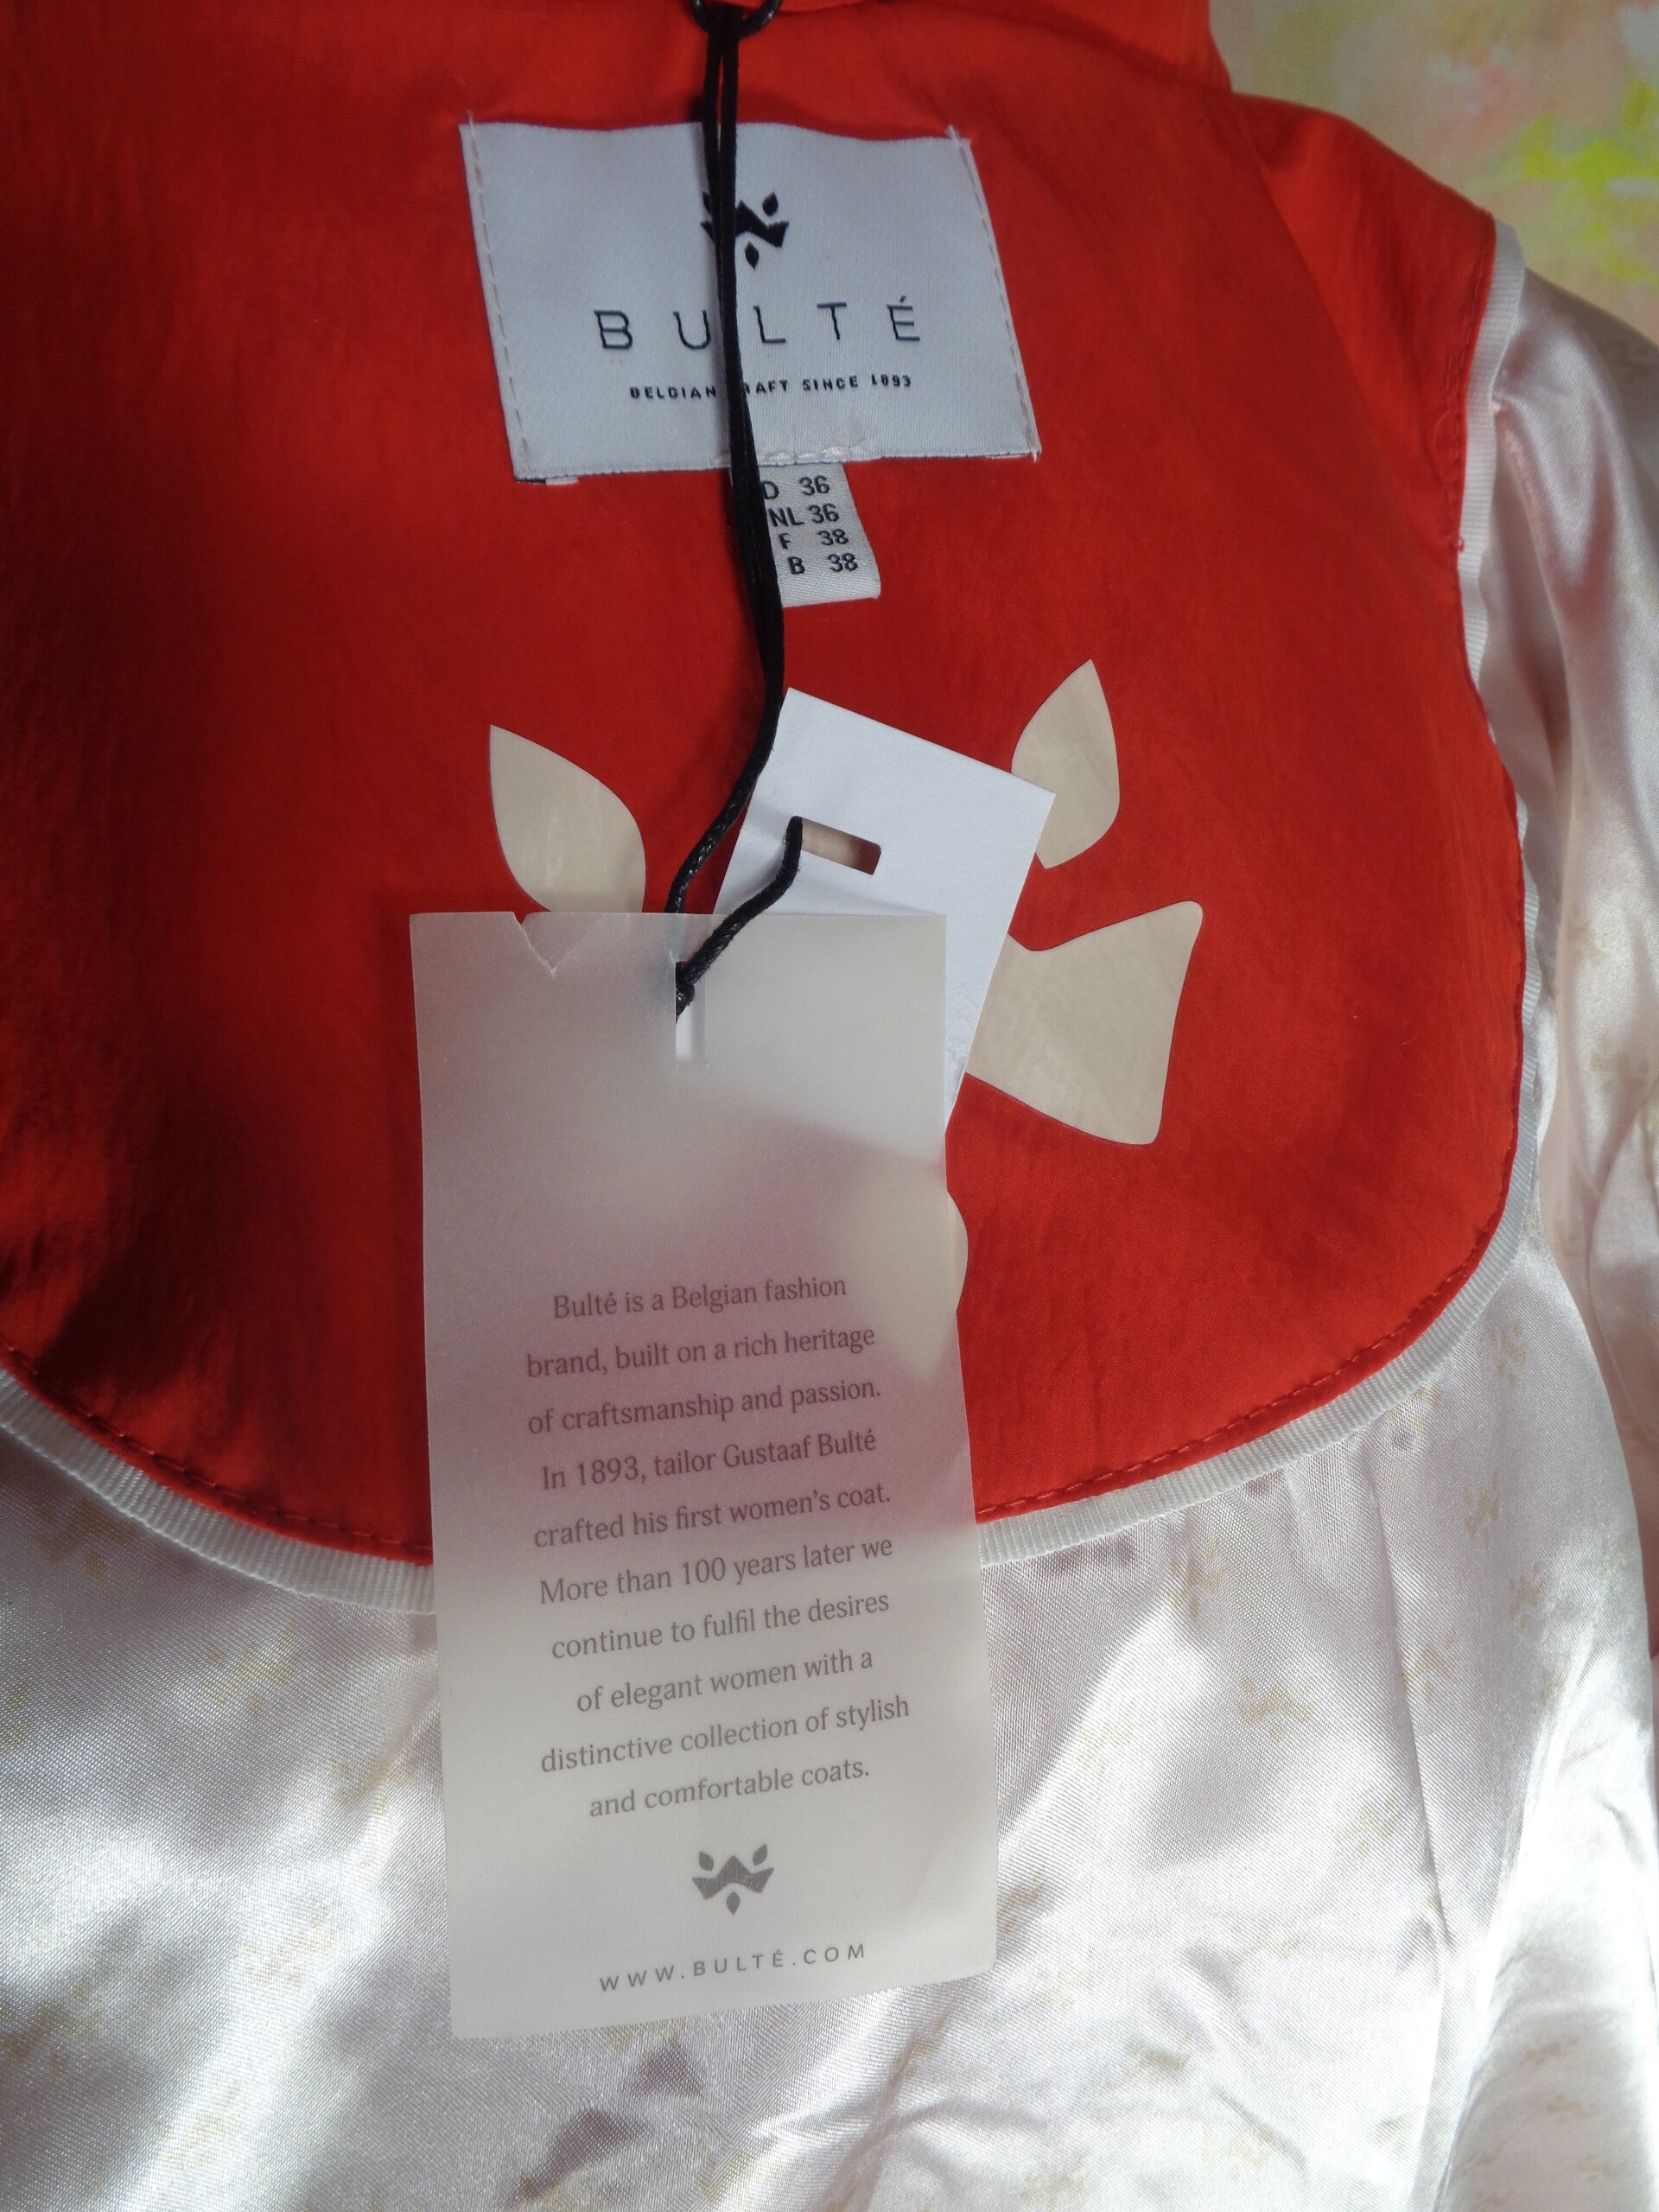 BULTÉ
BELGIAN CRAFT SINCE 1893
D 36
NL 36
F 38
B 38
Bulté is a Belgian fashion
brand, built on a rich heritage
of craftsmanship and passion.
In 1893, tailor Gustaaf Bulté
crafted his first women's coat.
More than 100 years later we
continue to fulfil the desires
of elegant women with a
distinctive collection of stylish
and comfortable coats.
WWW.BULTÉ.COM